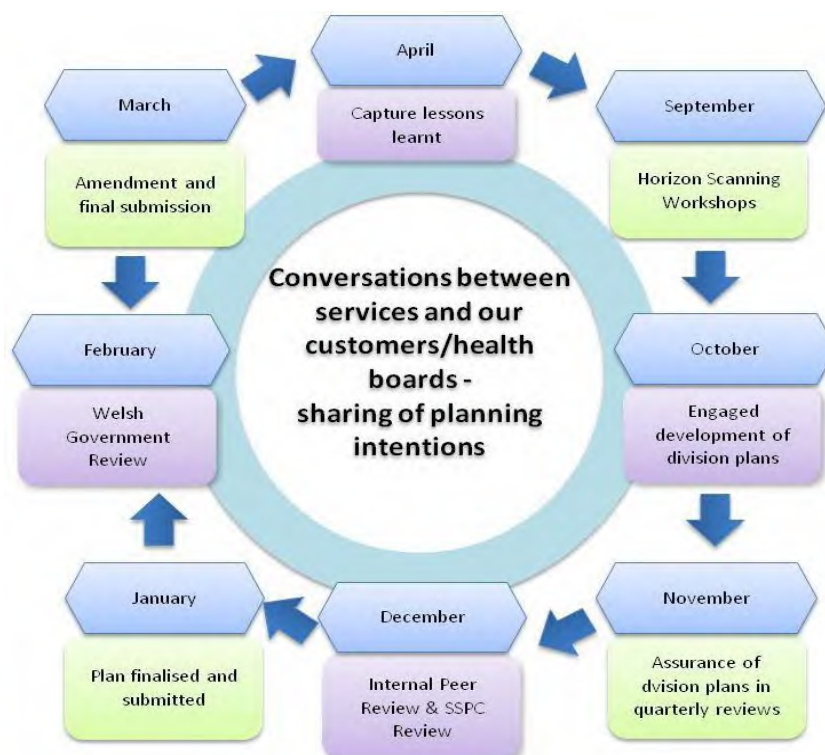 April
Capture lessons
learnt
September
Horizon Scanning
Workshops
October
Engaged
development of
division plans
November
Assurance of
dvision plans in
quarterly reviews
December
Internal Peer
Review & SSPC
Review
January
Plan finalised and
submitted
February
Welsh
Government
Review
March
Amendment and
final submission
Conversations between
services and our
customers/health
boards -
sharing of planning
intentions